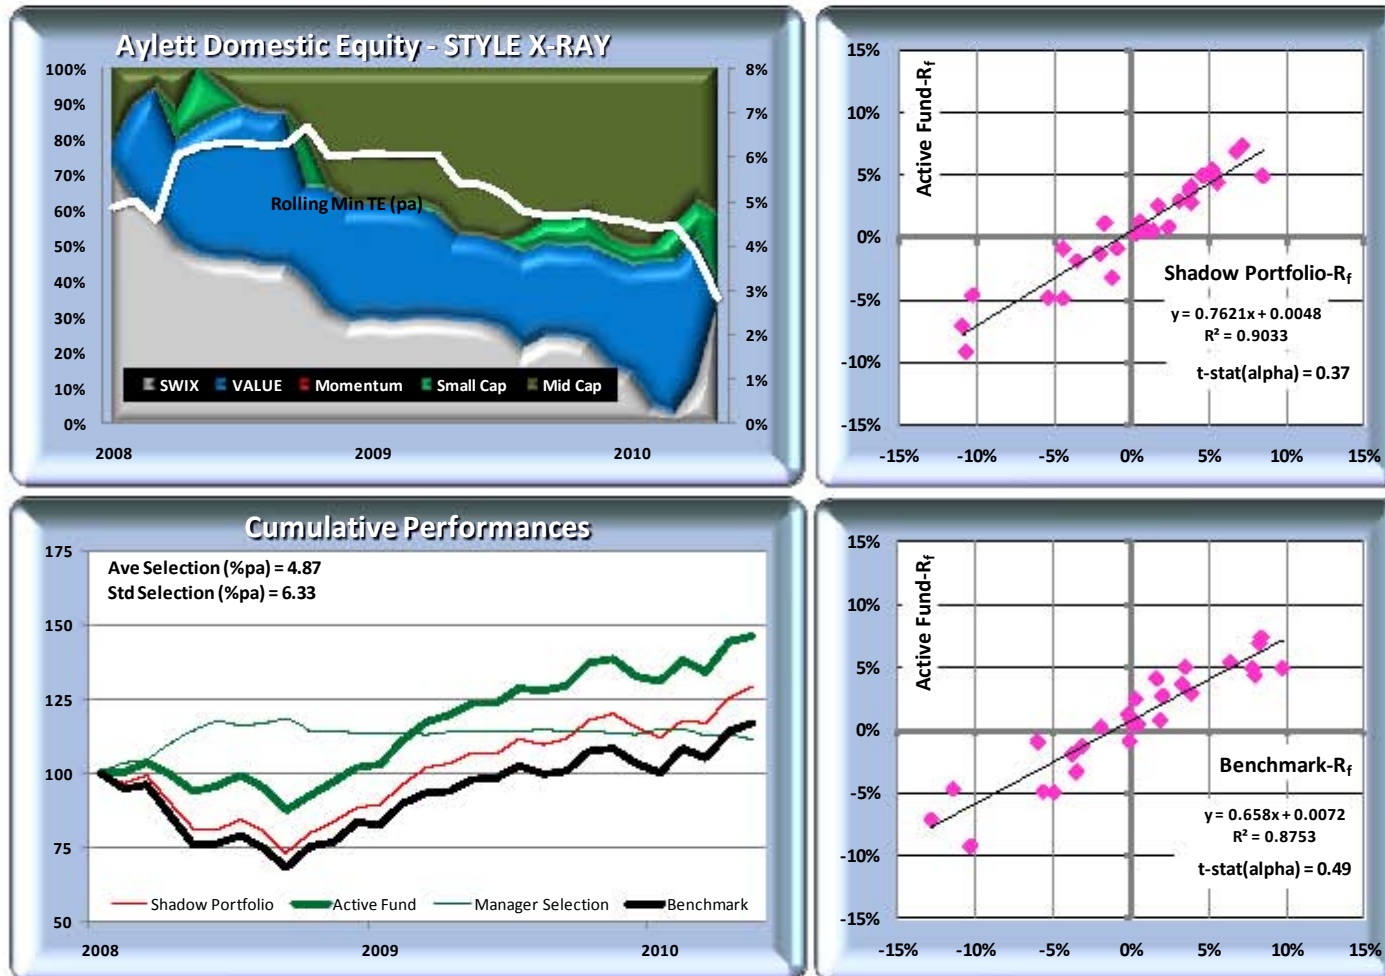 Aylett Domestic Equity - STYLE X-RAY
100%
90%
80%
70%
60%
50%
40%
30%
20%
10%
0%
8%
7%
6%
5%
4%
3%
2%
1%
0%
Rolling Min TE (pa)
SWIX VALUE Momentum Small Cap Mid Cap
2008 2009 2010
15%
10%
5%
0%
-5%
-10%
-15%
Active Fund-Rf
Shadow Portfolio-Rf
y = 0.7621x + 0.0048
R² = 0.9033
t-stat(alpha) = 0.37
-15% -10% -5% 0% 5% 10% 15%
Cumulative Performances
175
150
125
100
75
50
Ave Selection (%pa) = 4.87
Std Selection (%pa) = 6.33
Shadow Portfolio Active Fund Manager Selection Benchmark
2008 2009 2010
15%
10%
5%
0%
-5%
-10%
-15%
Active Fund-Rf
Benchmark-Rf
y = 0.658x + 0.0072
R² = 0.8753
t-stat(alpha) = 0.49
-15% -10% -5% 0% 5% 10% 15%